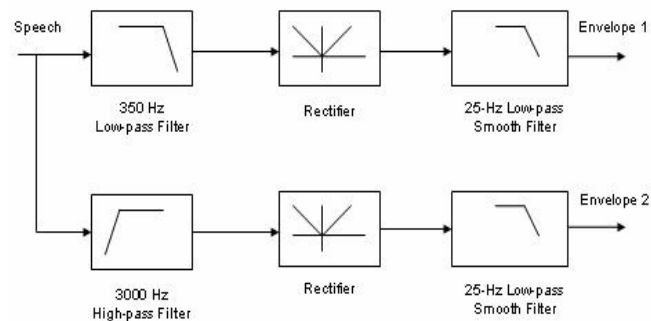 Speech
Envelope 1
350 Hz
Low-pass Filter
Rectifier
25-Hz Low-pass
Smooth Filter
Envelope 2
3000 Hz
High-pass Filter
Rectifier
25-Hz Low-pass
Smooth Filter